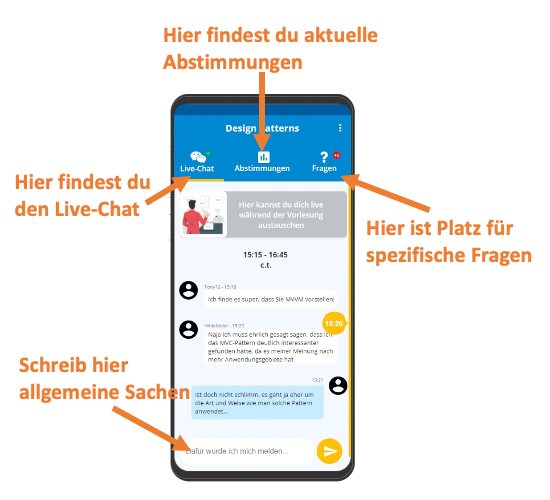 Hier findest du aktuelle
Abstimmungen
Design Patterns
Live-Chat
Abstimmungen
Fragen
Hier findest du
den Live-Chat
Hier kannst du dich live
während der Vorlesung
austauschen
Hier ist Platz für
spezifische Fragen
15:15 - 16:45
c.t.
Tony12 - 15:18
Ich finde es super, dass Sie MVVM vorstellen!
15:20
HildeMeier - 15:20
Naja ich muss ehrlich gesagt sagen, dass ich
das MVC-Pattern deutlich interessanter
gefunden hätte, da es meiner Meinung nach
mehr Anwendungsgebiete hat
Schreib hier
allgemeine Sachen
15:21
Ist doch nicht schlimm, es geht ja eher um
die Art und Weise wie man solche Pattern
anwendet...
Dafür würde ich mich melden...